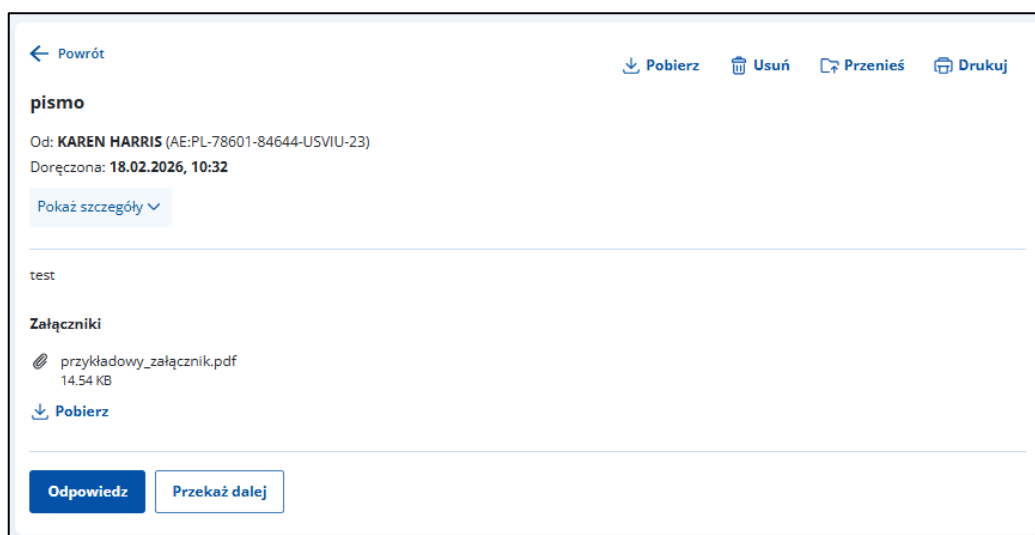 Powrót
Pobierz Usuń Przenieś Drukuj
pismo
Od: KAREN HARRIS (AE:PL-78601-84644-USVIU-23)
Doręczona: 18.02.2026, 10:32
Pokaż szczegóły
test
Załączniki
przykładowy_załącznik.pdf
14.54 KB
Pobierz
Odpowiedz Przekaż dalej